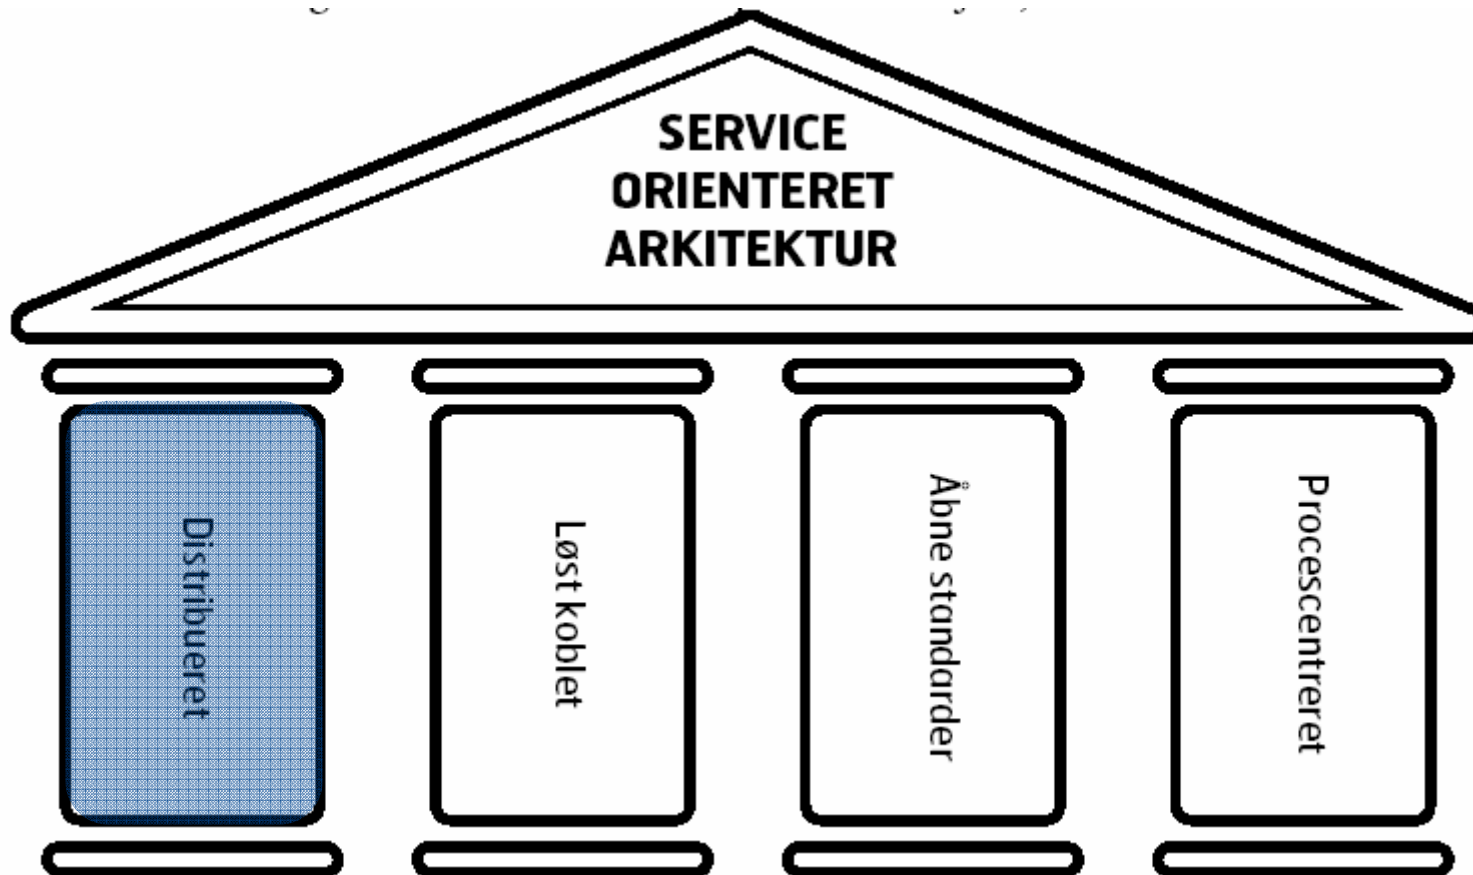 SERVICE
ORIENTERET
ARKITEKTUR
Distribueret
Løst koblet
Åbne standarder
Procescentreret